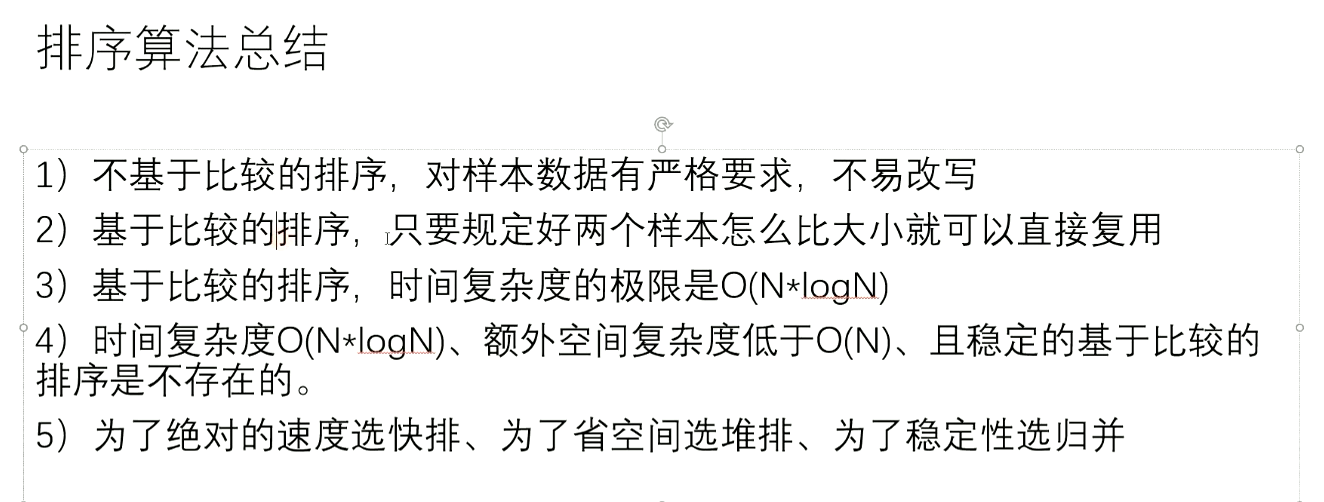 排序算法总结
1）不基于比较的排序，对样本数据有严格要求，不易改写
2）基于比较的排序，只要规定好两个样本怎么比大小就可以直接复用
3）基于比较的排序，时间复杂度的极限是O(N*logN)
4）时间复杂度O(N*logN)、额外空间复杂度低于O(N)、且稳定的基于比较的
排序是不存在的。
5）为了绝对的速度选快排、为了省空间选堆排、为了稳定性选归并